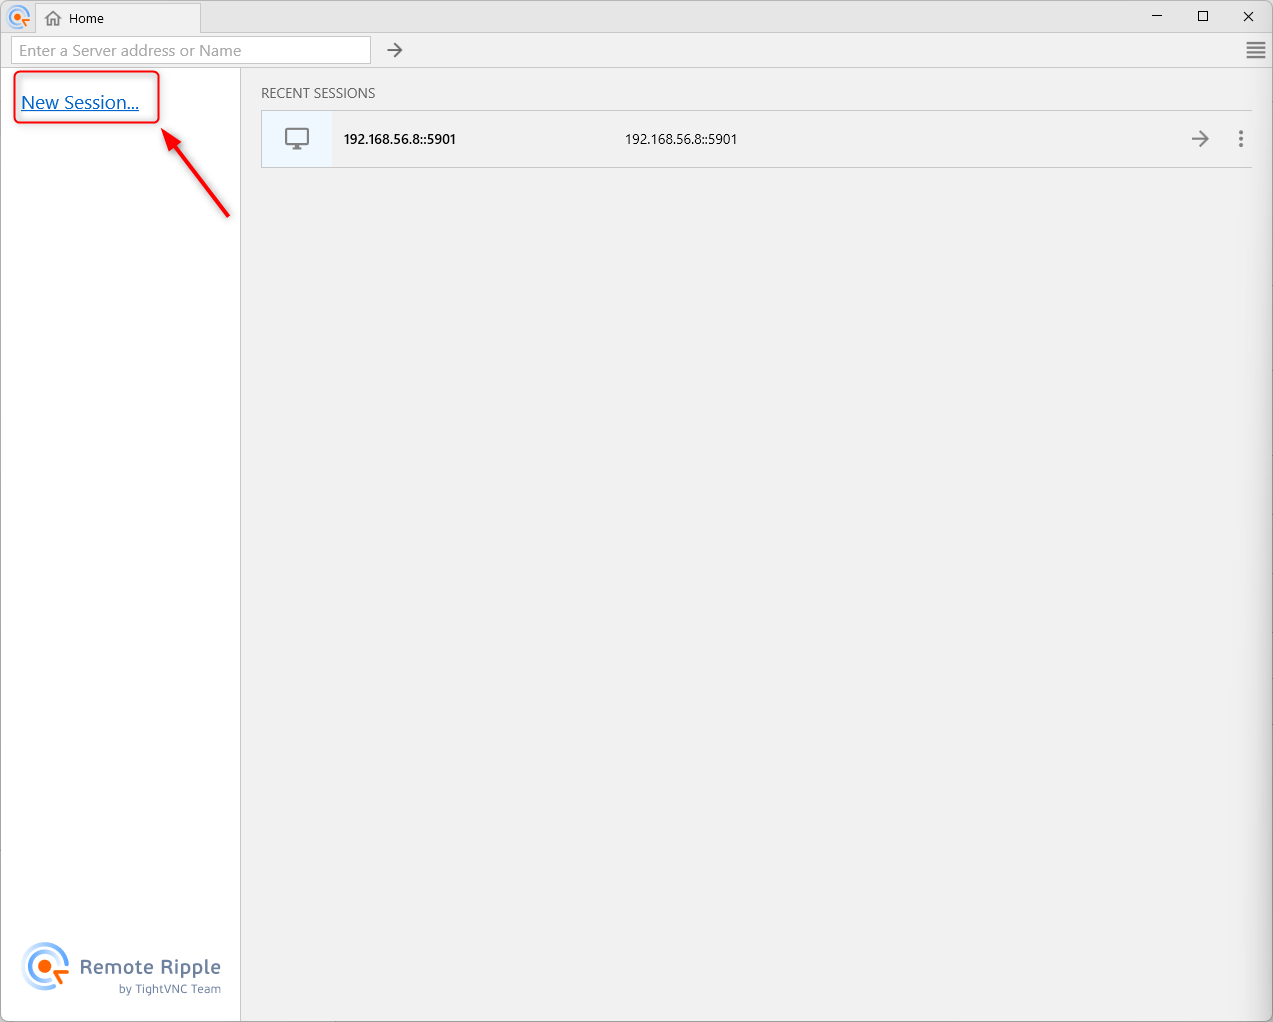 Home
Enter a Server address or Name
New Session...
RECENT SESSIONS
192.168.56.8::5901 192.168.56.8::5901
Remote Ripple
by TightVNC Team